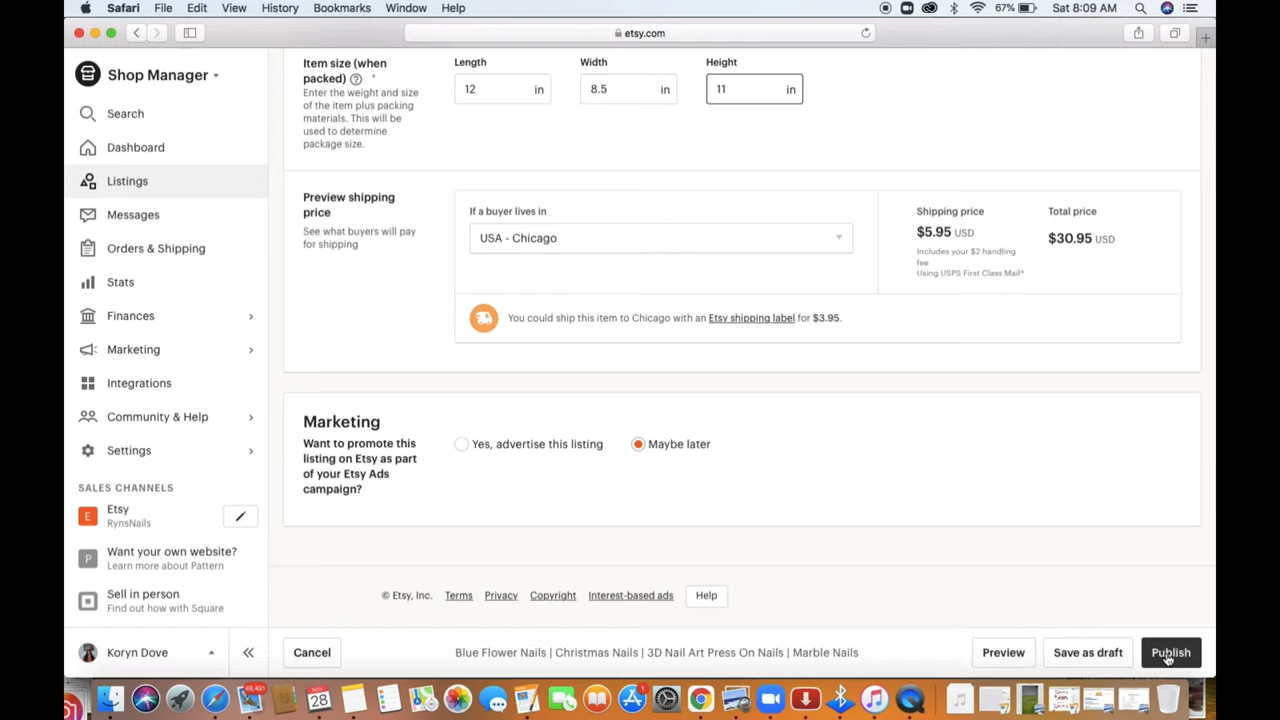 Safari File Edit View History Bookmarks Window Help 67% Sat 8:09 AM
etsy.com
Shop Manager
Search
Dashboard
Listings
Messages
Orders & Shipping
Stats
Finances
Marketing
Integrations
Community & Help
Settings
SALES CHANNELS
E Etsy
RynsNails
P Want your own website?
Learn more about Pattern
Sell in person
Find out how with Square
Koryn Dove
Item size (when
packed) ? *
Enter the weight and size
of the item plus packing
materials. This will be
used to determine
package size.
Length Width Height
12 in 8.5 in 11 in
Preview shipping
price
See what buyers will pay
for shipping
If a buyer lives in
USA - Chicago
Shipping price Total price
$5.95 USD $30.95 USD
Includes your $2 handling
fee
Using USPS First Class Mail®
You could ship this item to Chicago with an Etsy shipping label for $3.95.
Marketing
Want to promote this
listing on Etsy as part
of your Etsy Ads
campaign?
Yes, advertise this listing Maybe later
© Etsy, Inc. Terms Privacy Copyright Interest-based ads Help
Cancel Blue Flower Nails | Christmas Nails | 3D Nail Art Press On Nails | Marble Nails Preview Save as draft Publish
49,431 NOV 28